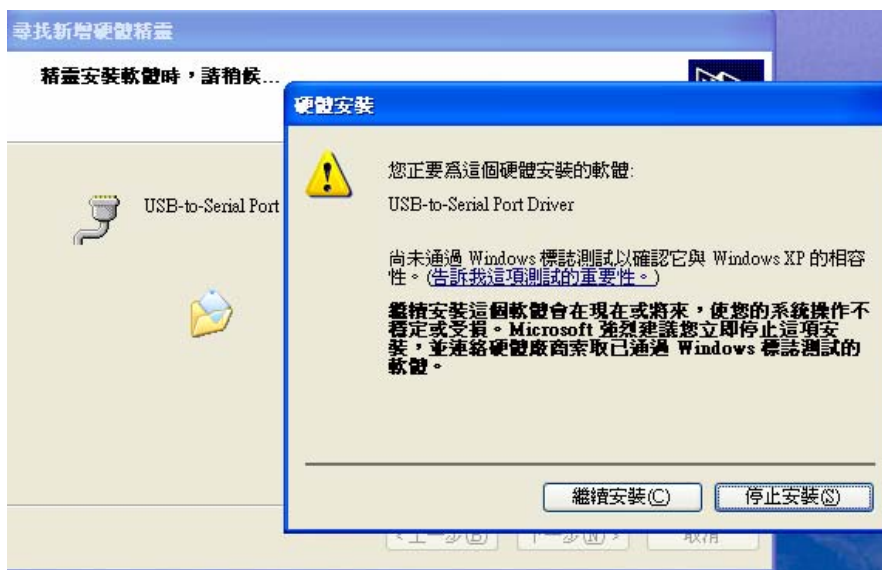 尋找新增硬體精靈
精靈安裝軟體時，請稍候...
硬體安裝
USB-to-Serial Port
您正要為這個硬體安裝的軟體:
USB-to-Serial Port Driver
尚未通過 Windows 標誌測試以確認它與 Windows XP 的相容
性。(告訴我這項測試的重要性。)
繼續安裝這個軟體會在現在或將來，使您的系統操作不
穩定或受損。Microsoft 強烈建議您立即停止這項安
裝，並連絡硬體廠商索取已通過 Windows 標誌測試的
軟體。
繼續安裝(C)
停止安裝(S)
<上一步(B)
下一步(N)>
取消